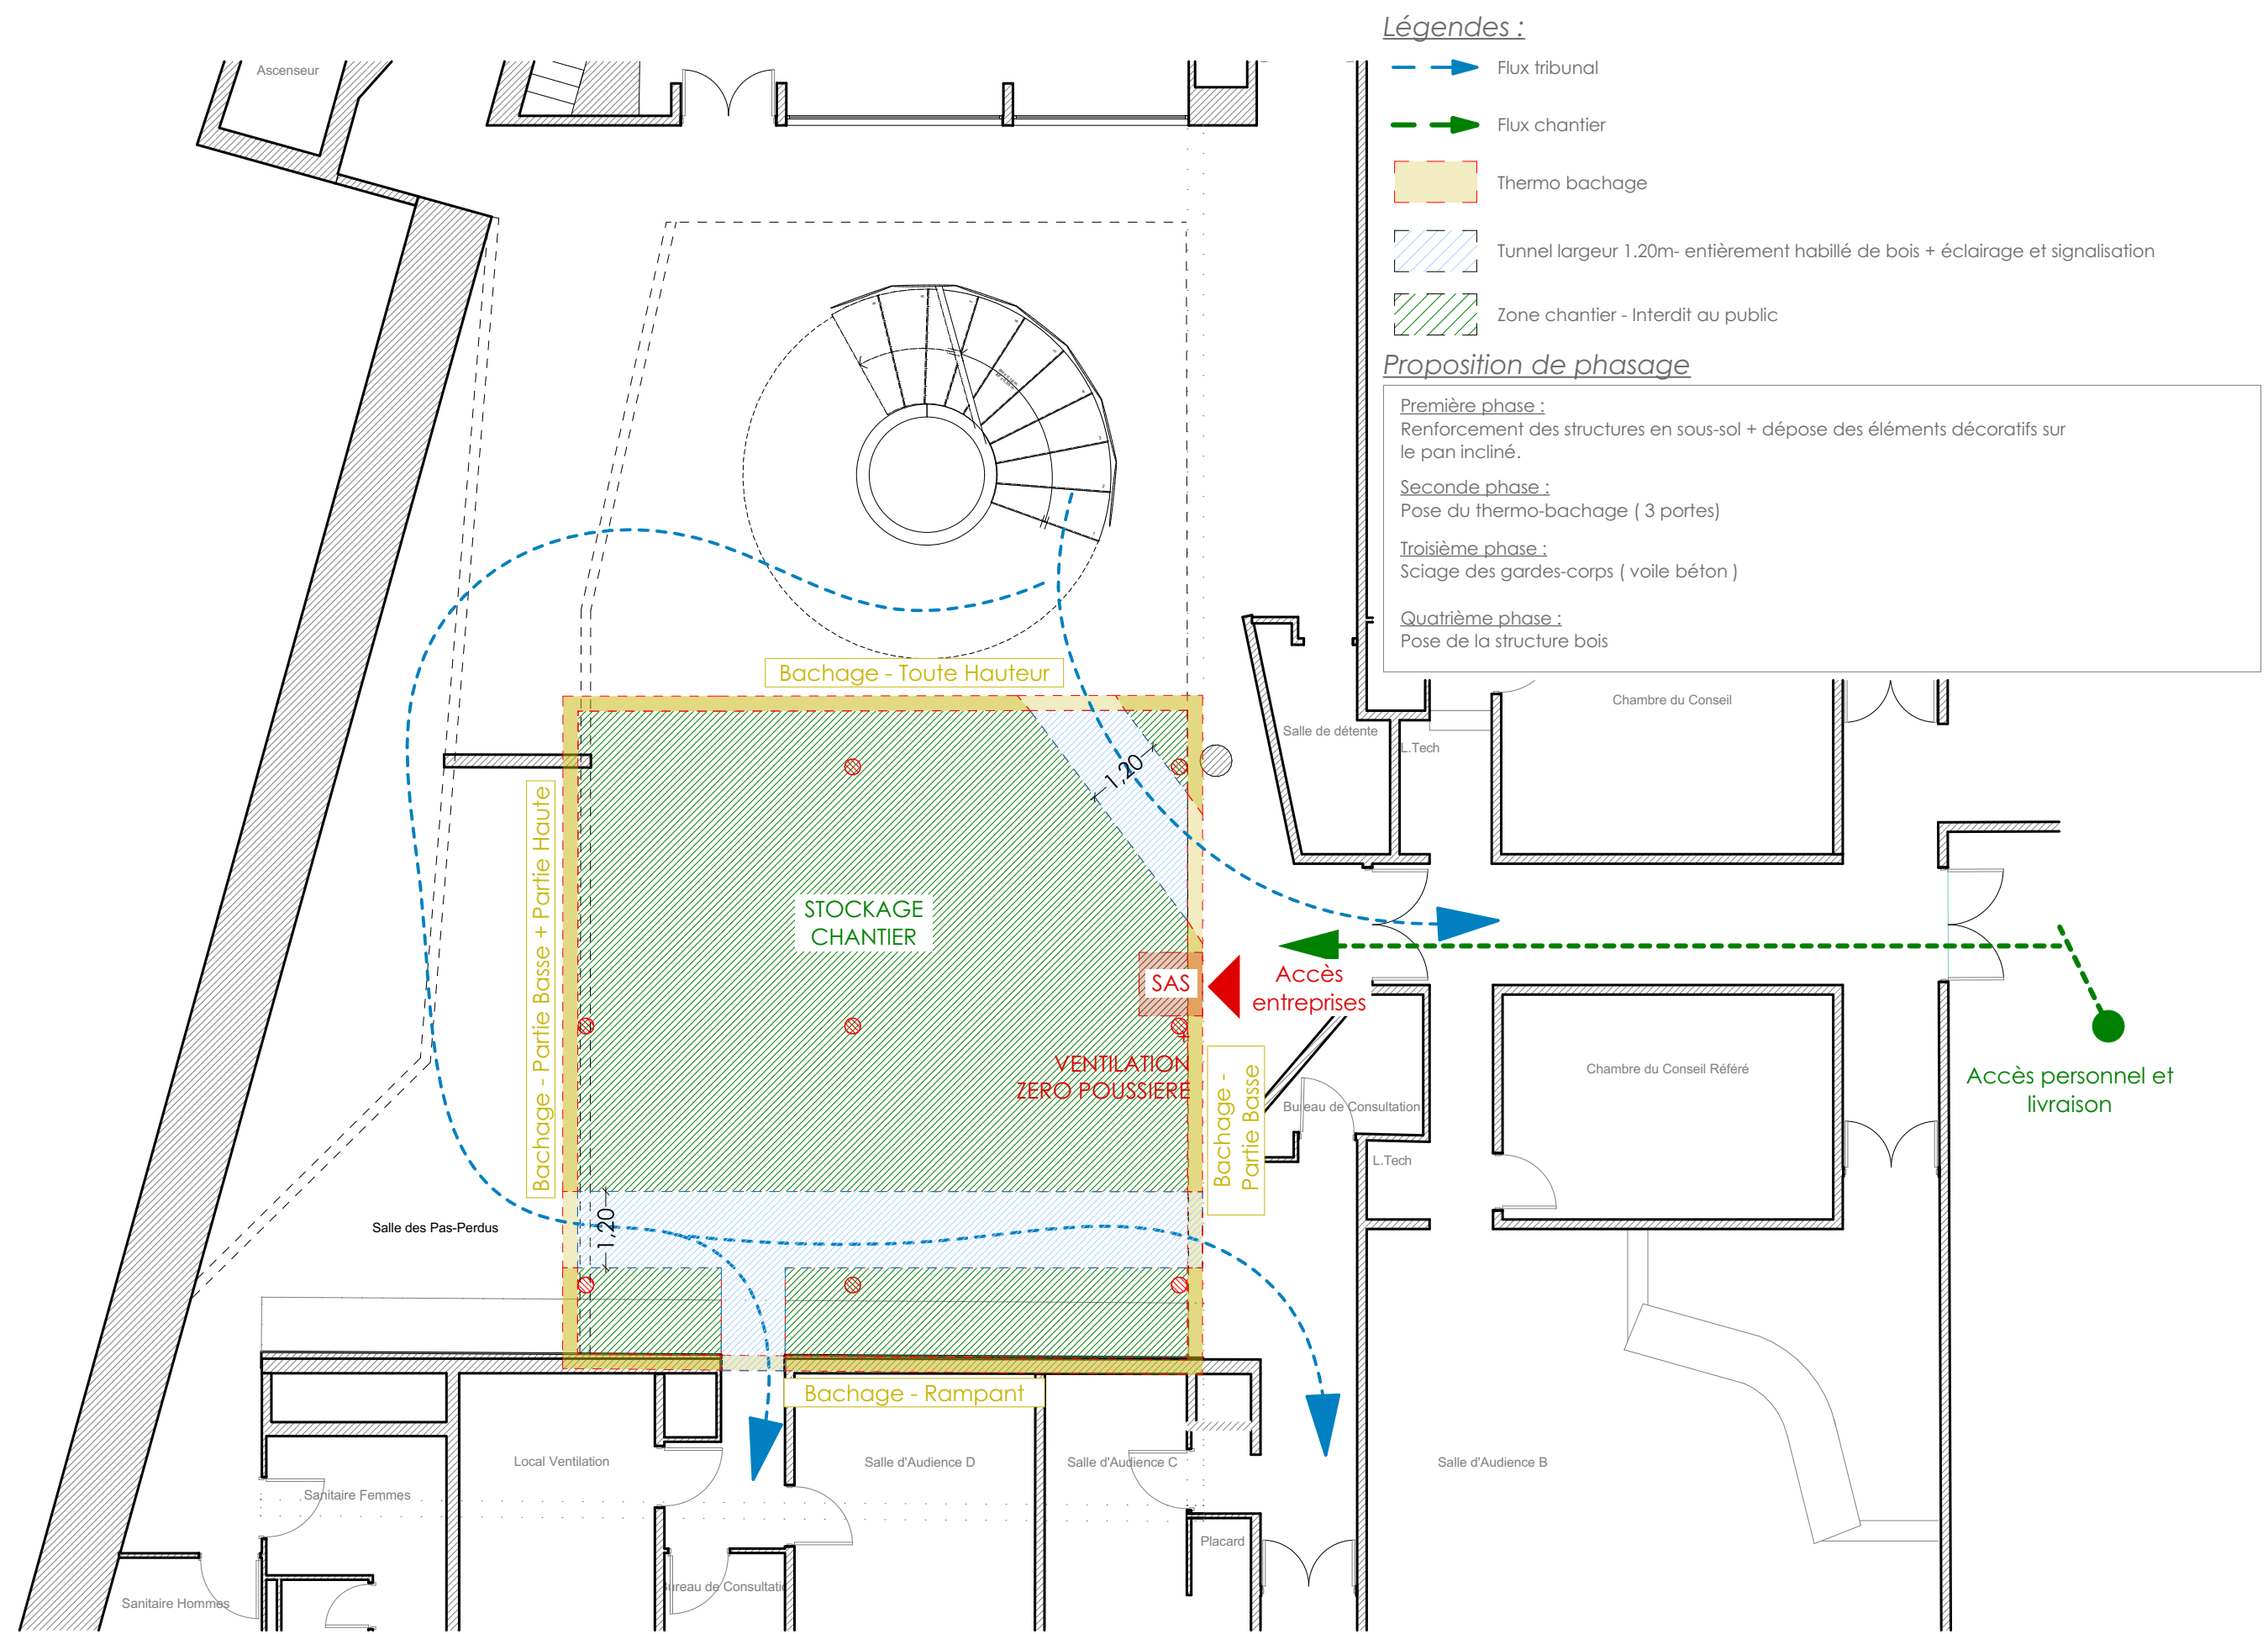 Légendes :
Flux tribunal
Flux chantier
Thermo bachage
Tunnel largeur 1.20m- entièrement habillé de bois + éclairage et signalisation
Zone chantier - Interdit au public
Proposition de phasage
Première phase :
Renforcement des structures en sous-sol + dépose des éléments décoratifs sur
le pan incliné.
Seconde phase :
Pose du thermo-bachage ( 3 portes)
Troisième phase :
Sciage des gardes-corps ( voile béton )
Quatrième phase :
Pose de la structure bois
Ascenseur
Bachage - Toute Hauteur
Chambre du Conseil
Salle de détente
L.Tech
1,20
Bachage - Partie Basse + Partie Haute
STOCKAGE
CHANTIER
SAS
Accès
entreprises
VENTILATION
ZERO POUSSIERE
Bachage -
Partie Basse
Chambre du Conseil Référé
Accès personnel et
livraison
Bureau de Consultation
L.Tech
1,20
Salle des Pas-Perdus
Bachage - Rampant
Local Ventilation
Salle d'Audience D
Salle d'Audience C
Salle d'Audience B
Sanitaire Femmes
Placard
ureau de Consultati
Sanitaire Hommes